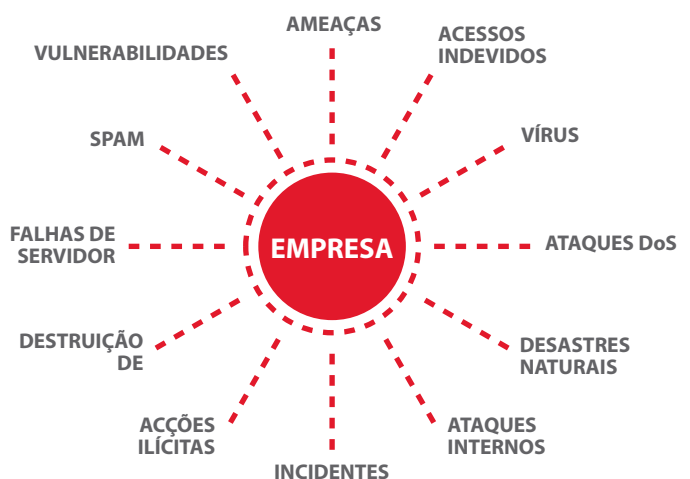 AMEAÇAS
ACESSOS
INDEVIDOS
VULNERABILIDADES
VÍRUS
SPAM
FALHAS DE
SERVIDOR
EMPRESA
ATAQUES DoS
DESTRUIÇÃO
DE
DESASTRES
NATURAIS
ACÇÕES
ILÍCITAS
ATAQUES
INTERNOS
INCIDENTES